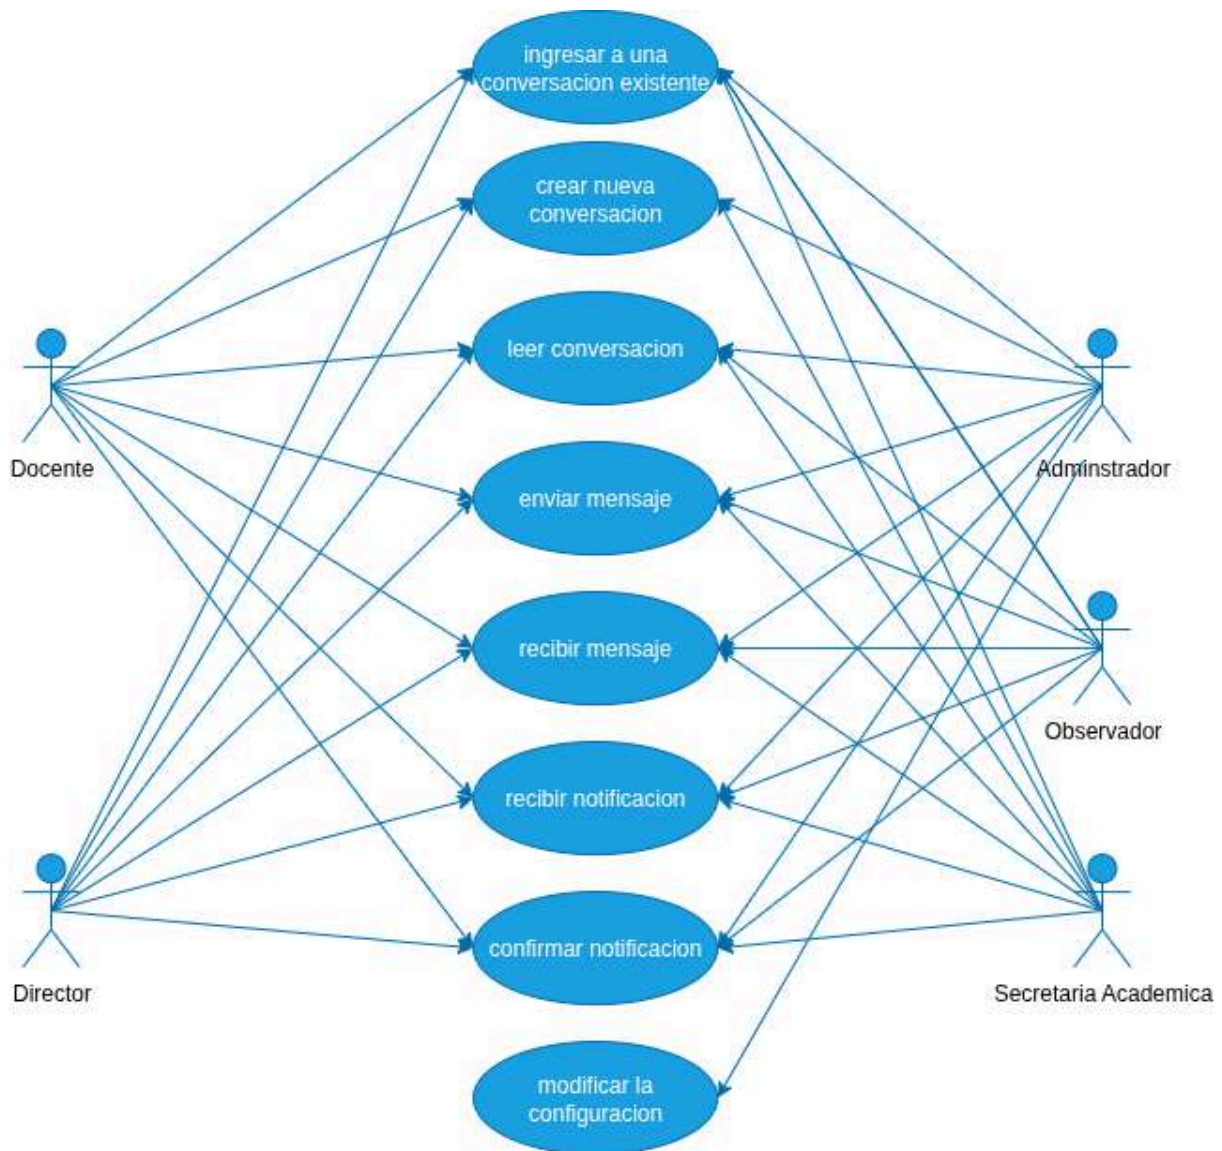 ingresar a una
conversacion existente
crear nueva
conversacion
leer conversacion
Docente
Adminstrador
enviar mensaje
recibir mensaje
Observador
recibir notificacion
confirmar notificacion
Director
Secretaria Academica
modificar la
configuracion